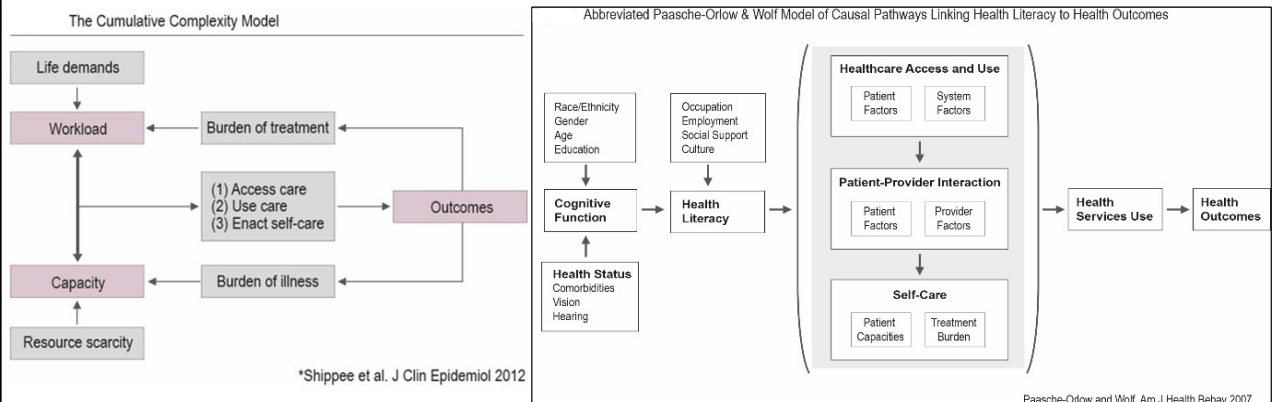 The Cumulative Complexity Model
Life demands
Workload
Burden of treatment
(1) Access care
(2) Use care
(3) Enact self-care
Outcomes
Capacity
Burden of illness
Resource scarcity
*Shippee et al. J Clin Epidemiol 2012
Abbreviated Paasche-Orlow & Wolf Model of Causal Pathways Linking Health Literacy to Health Outcomes
Race/Ethnicity
Gender
Age
Education
Cognitive
Function
Health Status
Comorbidities
Vision
Hearing
Occupation
Employment
Social Support
Culture
Health
Literacy
Healthcare Access and Use
Patient
Factors
System
Factors
Patient-Provider Interaction
Patient
Factors
Provider
Factors
Self-Care
Patient
Capacities
Treatment
Burden
Health
Services Use
Health
Outcomes
Paasche-Orlow and Wolf. Am J Health Behav 2007